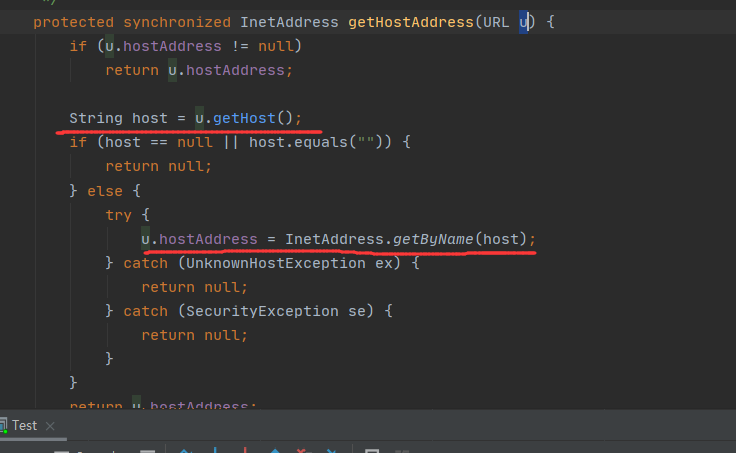 */
protected synchronized InetAddress getHostAddress(URL u) {
if (u.hostAddress != null)
return u.hostAddress;
String host = u.getHost();
if (host == null || host.equals("")) {
return null;
} else {
try {
u.hostAddress = InetAddress.getByName(host);
} catch (UnknownHostException ex) {
return null;
} catch (SecurityException se) {
return null;
}
}
return u.hostAddress;
Test